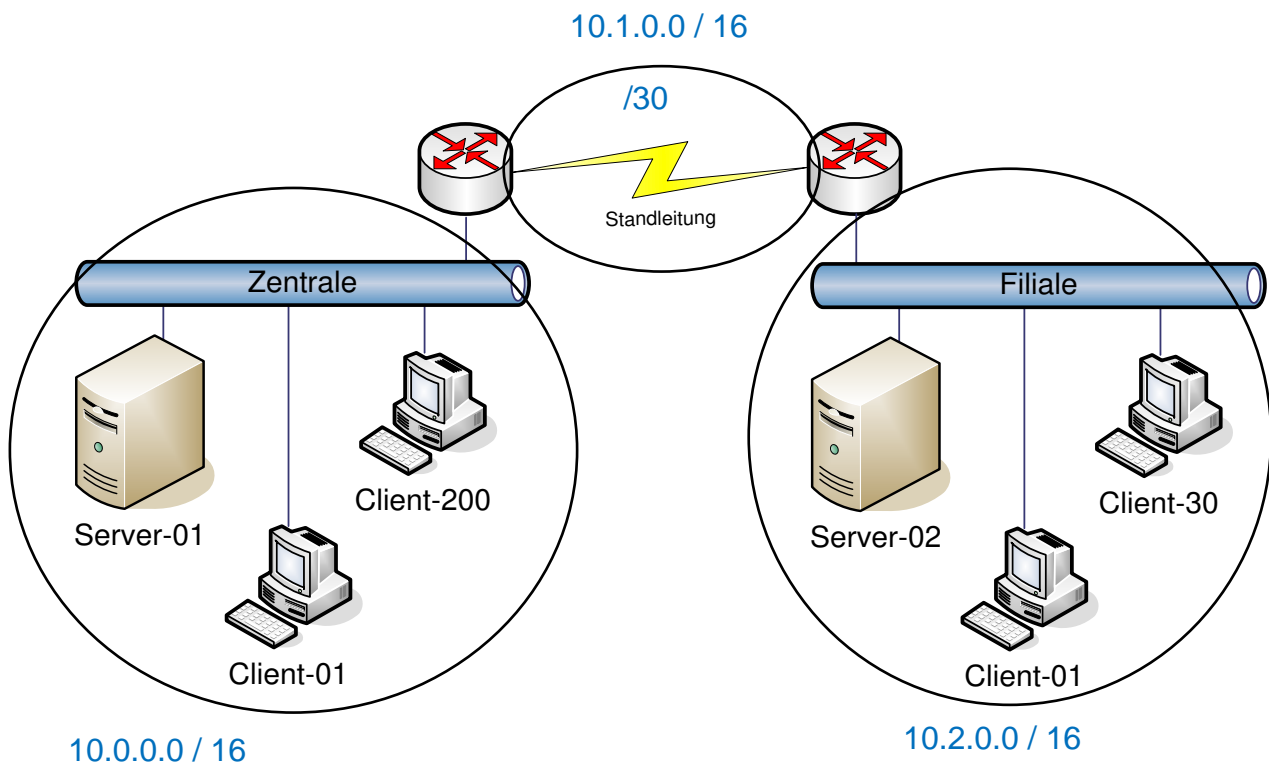 10.1.0.0 / 16
/30
Standleitung
Zentrale
Filiale
Server-01
Client-200
Client-01
Server-02
Client-30
Client-01
10.0.0.0 / 16
10.2.0.0 / 16